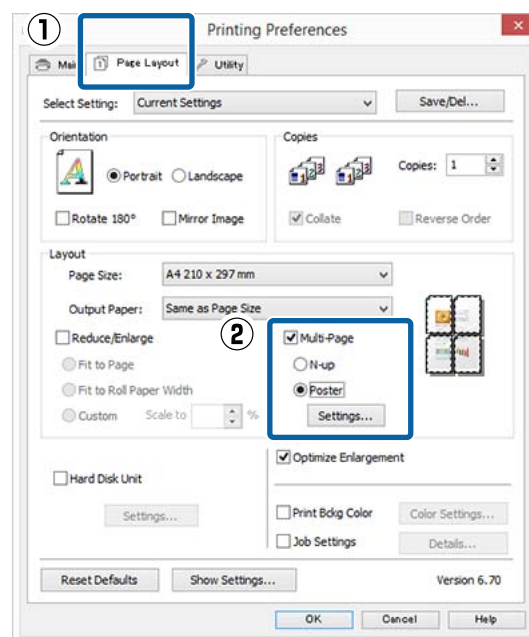 1
Printing Preferences
Mai Page Layout Utility
Select Setting: Current Settings Save/Del...
Orientation Copies
Portrait Landscape Copies: 1
Rotate 180° Mirror Image Collate Reverse Order
Layout
Page Size: A4 210 x 297 mm
Output Paper: Same as Page Size
2
Reduce/Enlarge Multi-Page
Fit to Page N-up
Fit to Roll Paper Width Poster
Custom Scale to % Settings...
Optimize Enlargement
Hard Disk Unit
Settings... Print Bckg Color Color Settings...
Job Settings Details...
Reset Defaults Show Settings... Version 6.70
OK Cancel Help